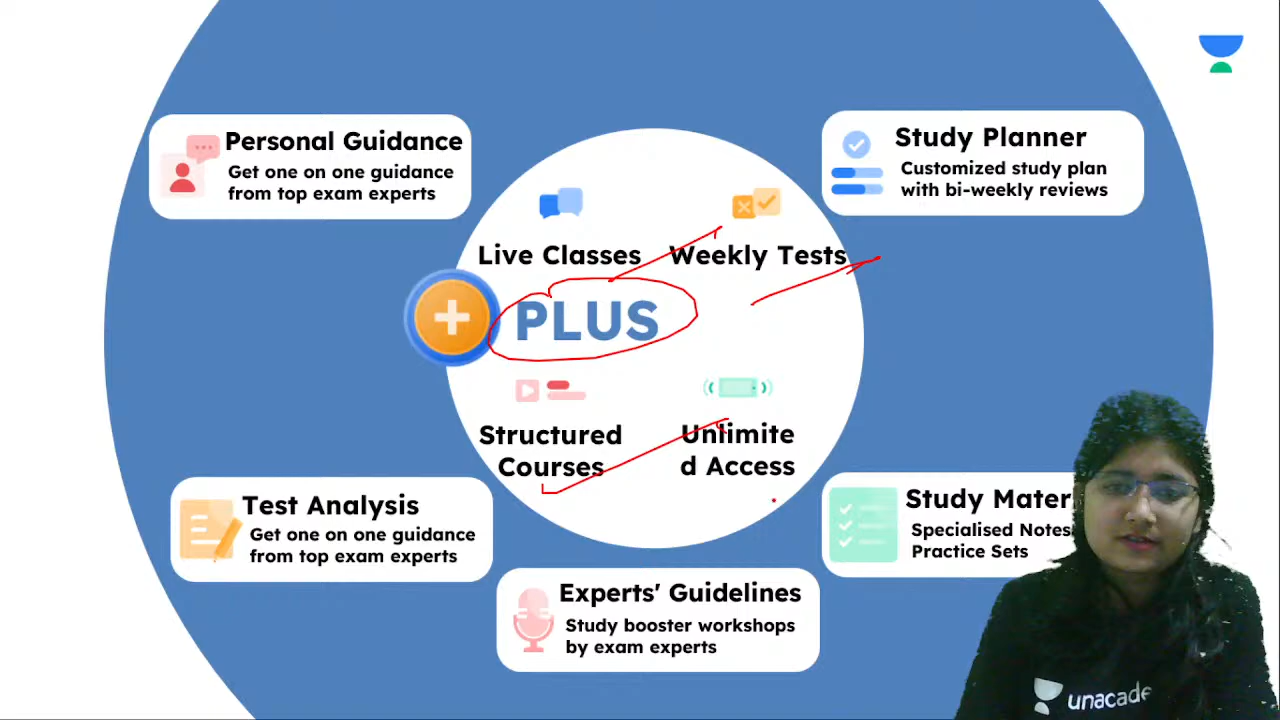 Personal Guidance
Get one on one guidance
from top exam experts
Study Planner
Customized study plan
with bi-weekly reviews
Live Classes
Weekly Tests
PLUS
Structured
Courses
Unlimite
d Access
Test Analysis
Get one on one guidance
from top exam experts
Study Mater
Specialised Notes
Practice Sets
Experts' Guidelines
Study booster workshops
by exam experts
unacade